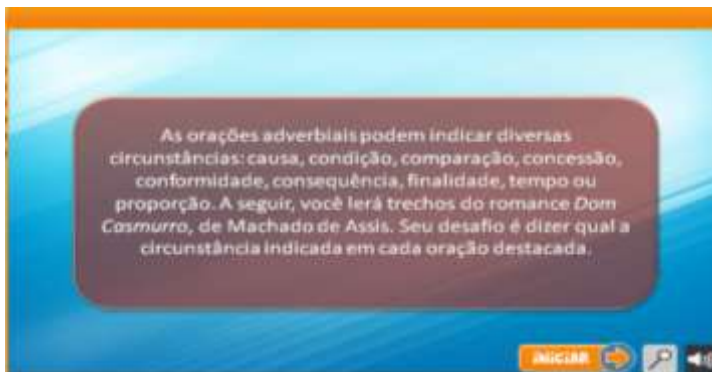 As orações adverbiais podem indicar diversas
circunstâncias: causa, condição, comparação, concessão,
conformidade, consequência, finalidade, tempo ou
proporção. A seguir, você lerá trechos do romance Dom
Casmurro, de Machado de Assis. Seu desafio é dizer qual a
circunstância indicada em cada oração destacada.
INICIAR